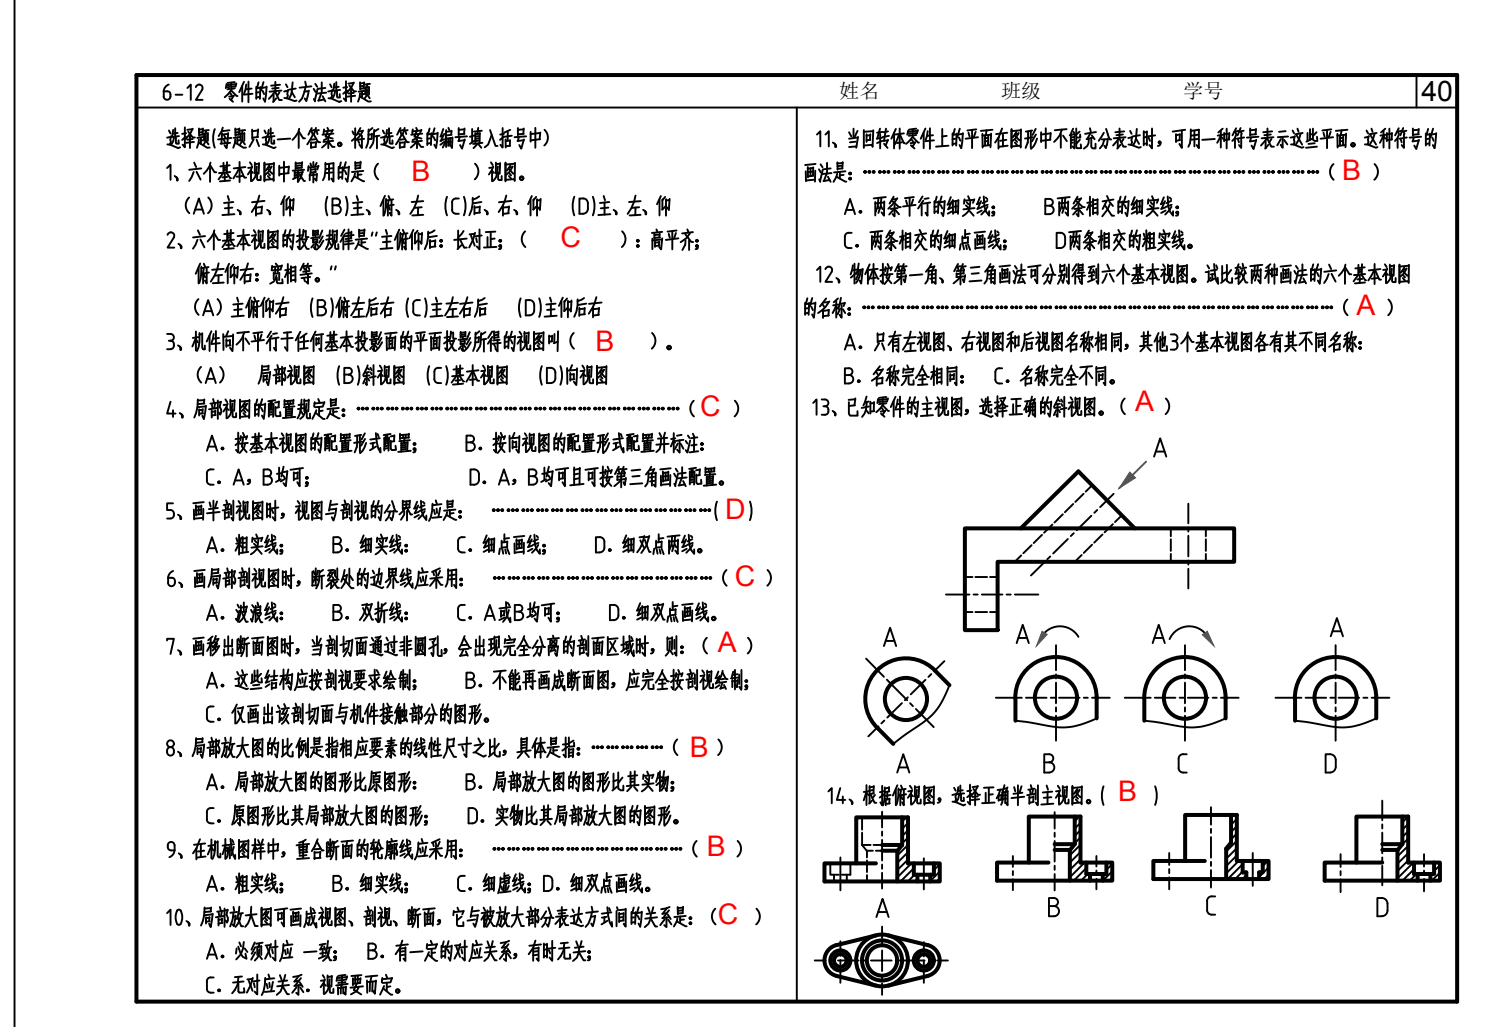 6-12 零件的表达方法选择题 姓名 班级 学号 40
选择题(每题只选一个答案。将所选答案的编号填入括号中)
1、六个基本视图中最常用的是( B )视图。
(A)主、右、仰 (B)主、俯、左 (C)后、右、仰 (D)主、左、仰
2、六个基本视图的投影规律是"主俯仰后:长对正;( C ):高平齐;
俯左仰右:宽相等。"
(A)主俯仰右 (B)俯左后右 (C)主左右后 (D)主仰后右
3、机件向不平行于任何基本投影面的平面投影所得的视图叫( B )。
(A) 局部视图 (B)斜视图 (C)基本视图 (D)向视图
4、局部视图的配置规定是:……………………………………( C )
A. 按基本视图的配置形式配置; B. 按向视图的配置形式配置并标注:
C. A,B均可; D. A,B均可且可按第三角画法配置。
5、画半剖视图时,视图与剖视的分界线应是: …………………………( D )
A. 粗实线; B. 细实线: C. 细点画线; D. 细双点两线。
6、画局部剖视图时,断裂处的边界线应采用: …………………………( C )
A. 波浪线: B. 双折线: C. A或B均可; D. 细双点画线。
7、画移出断面图时,当剖切面通过非圆孔,会出现完全分离的剖面区域时,则:( A )
A. 这些结构应按剖视要求绘制; B. 不能再画成断面图,应完全按剖视绘制;
C. 仅画出该剖切面与机件接触部分的图形。
8、局部放大图的比例是指相应要素的线性尺寸之比,具体是指:……………( B )
A. 局部放大图的图形比原图形: B. 局部放大图的图形比其实物;
C. 原图形比其局部放大图的图形; D. 实物比其局部放大图的图形。
9、在机械图样中,重合断面的轮廓线应采用: ……………………( B )
A. 粗实线; B. 细实线; C. 细虚线; D. 细双点画线。
10、局部放大图可画成视图、剖视、断面,它与被放大部分表达方式间的关系是:( C )
A. 必须对应 一致; B. 有一定的对应关系,有时无关;
C. 无对应关系. 视需要而定。
11、当回转体零件上的平面在图形中不能充分表达时,可用一种符号表示这些平面。这种符号的
画法是:……………………………………………………( B )
A. 两条平行的细实线; B两条相交的细实线;
C. 两条相交的细点画线; D两条相交的粗实线。
12、物体按第一角、第三角画法可分别得到六个基本视图。试比较两种画法的六个基本视图
的名称:……………………………………………………( A )
A. 只有左视图、右视图和后视图名称相同,其他3个基本视图各有其不同名称:
B. 名称完全相同: C. 名称完全不同。
13、已知零件的主视图,选择正确的斜视图。( A )
A
A A A A
A B C D
14、根据俯视图,选择正确半剖主视图。( B )
A B C D